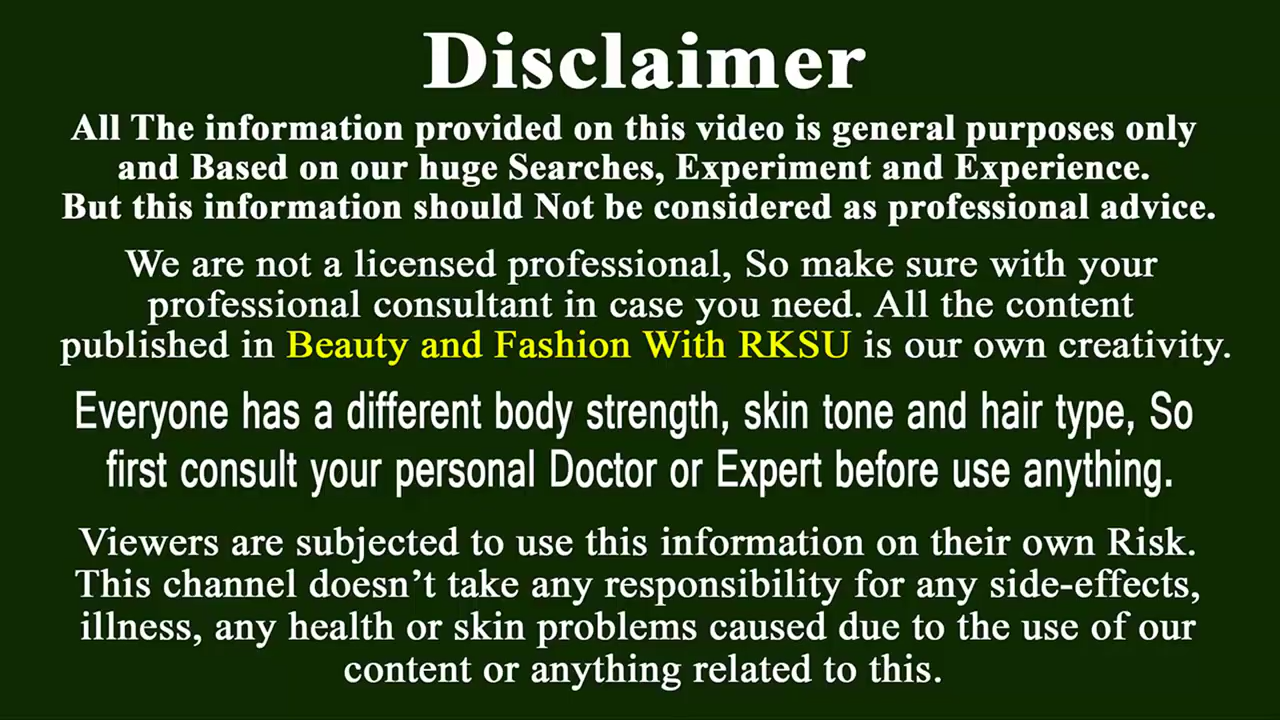 Disclaimer
All The information provided on this video is general purposes only
and Based on our huge Searches, Experiment and Experience.
But this information should Not be considered as professional advice.
We are not a licensed professional, So make sure with your
professional consultant in case you need. All the content
published in Beauty and Fashion With RKSU is our own creativity.
Everyone has a different body strength, skin tone and hair type, So
first consult your personal Doctor or Expert before use anything.
Viewers are subjected to use this information on their own Risk.
This channel doesn’t take any responsibility for any side-effects,
illness, any health or skin problems caused due to the use of our
content or anything related to this.